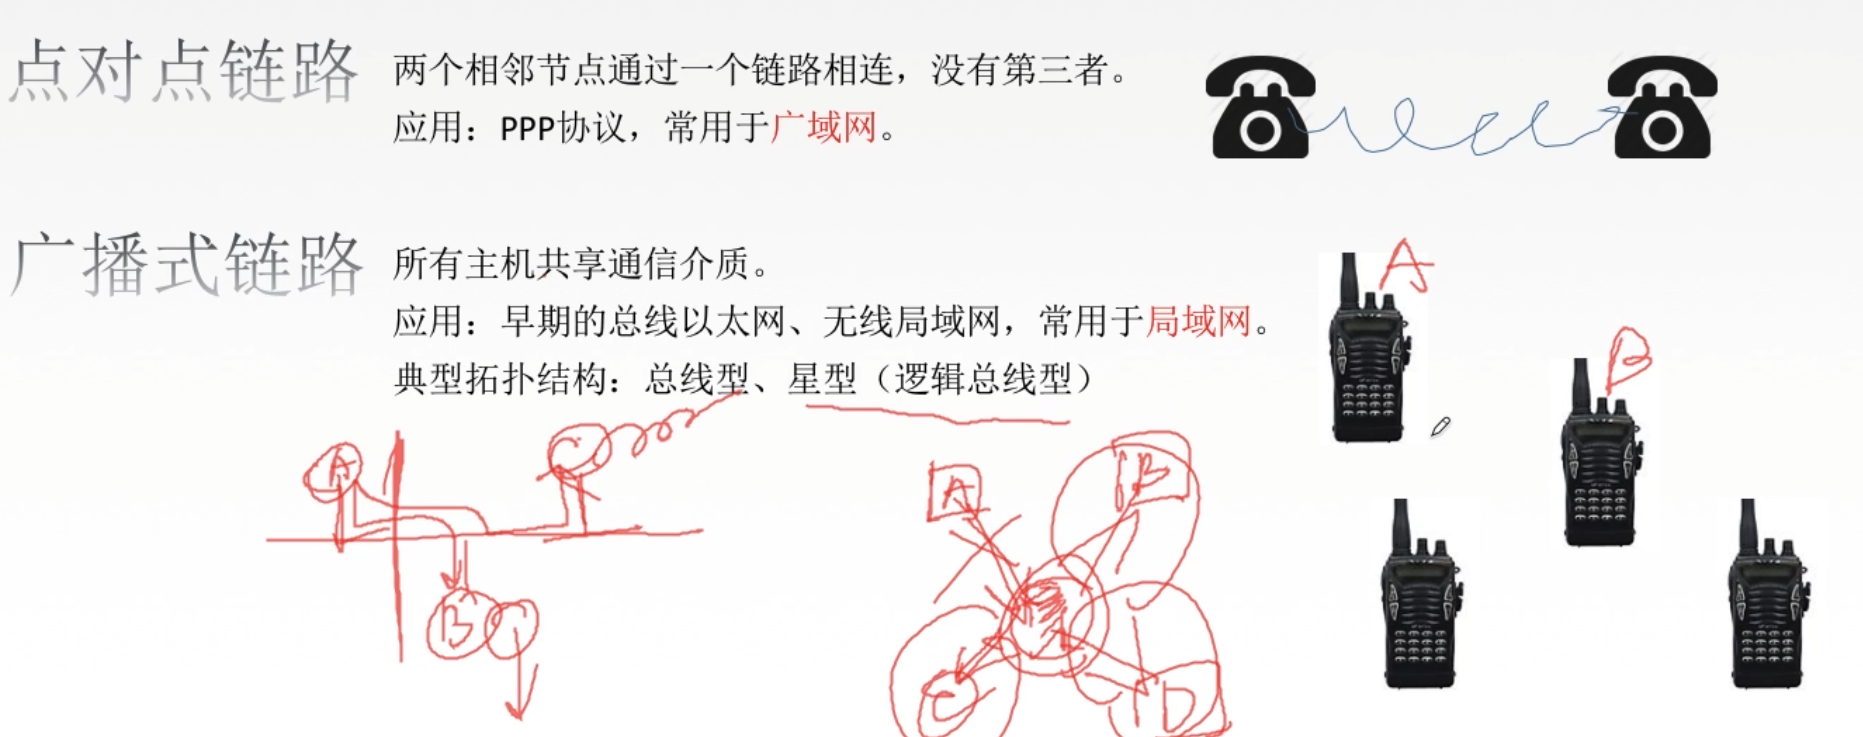 点对点链路
两个相邻节点通过一个链路相连，没有第三者。
应用：PPP协议，常用于广域网。
广播式链路
所有主机共享通信介质。
应用：早期的总线以太网、无线局域网，常用于局域网。
典型拓扑结构：总线型、星型（逻辑总线型）
A
B
A
C
B
A
B
C
D